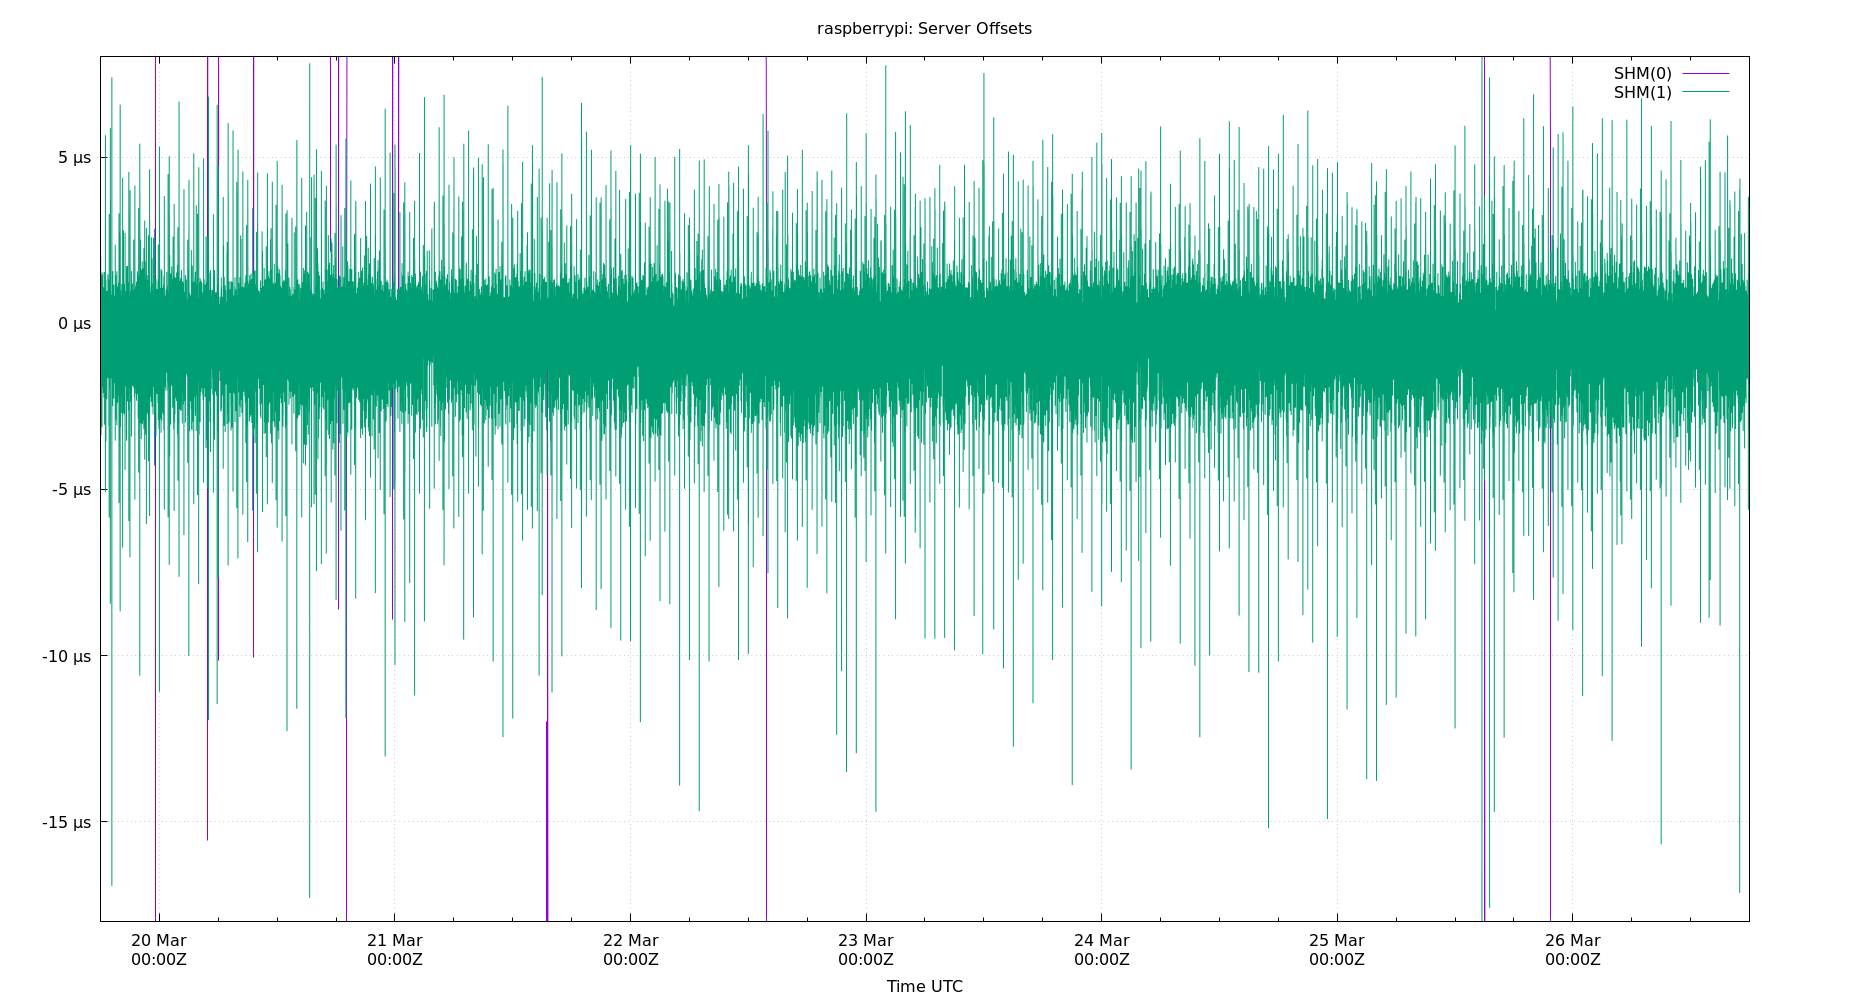 raspberrypi: Server Offsets
SHM(0)
SHM(1)
5 µs
0 µs
-5 µs
-10 µs
-15 µs
20 Mar 21 Mar 22 Mar 23 Mar 24 Mar 25 Mar 26 Mar
00:00Z 00:00Z 00:00Z 00:00Z 00:00Z 00:00Z 00:00Z
Time UTC